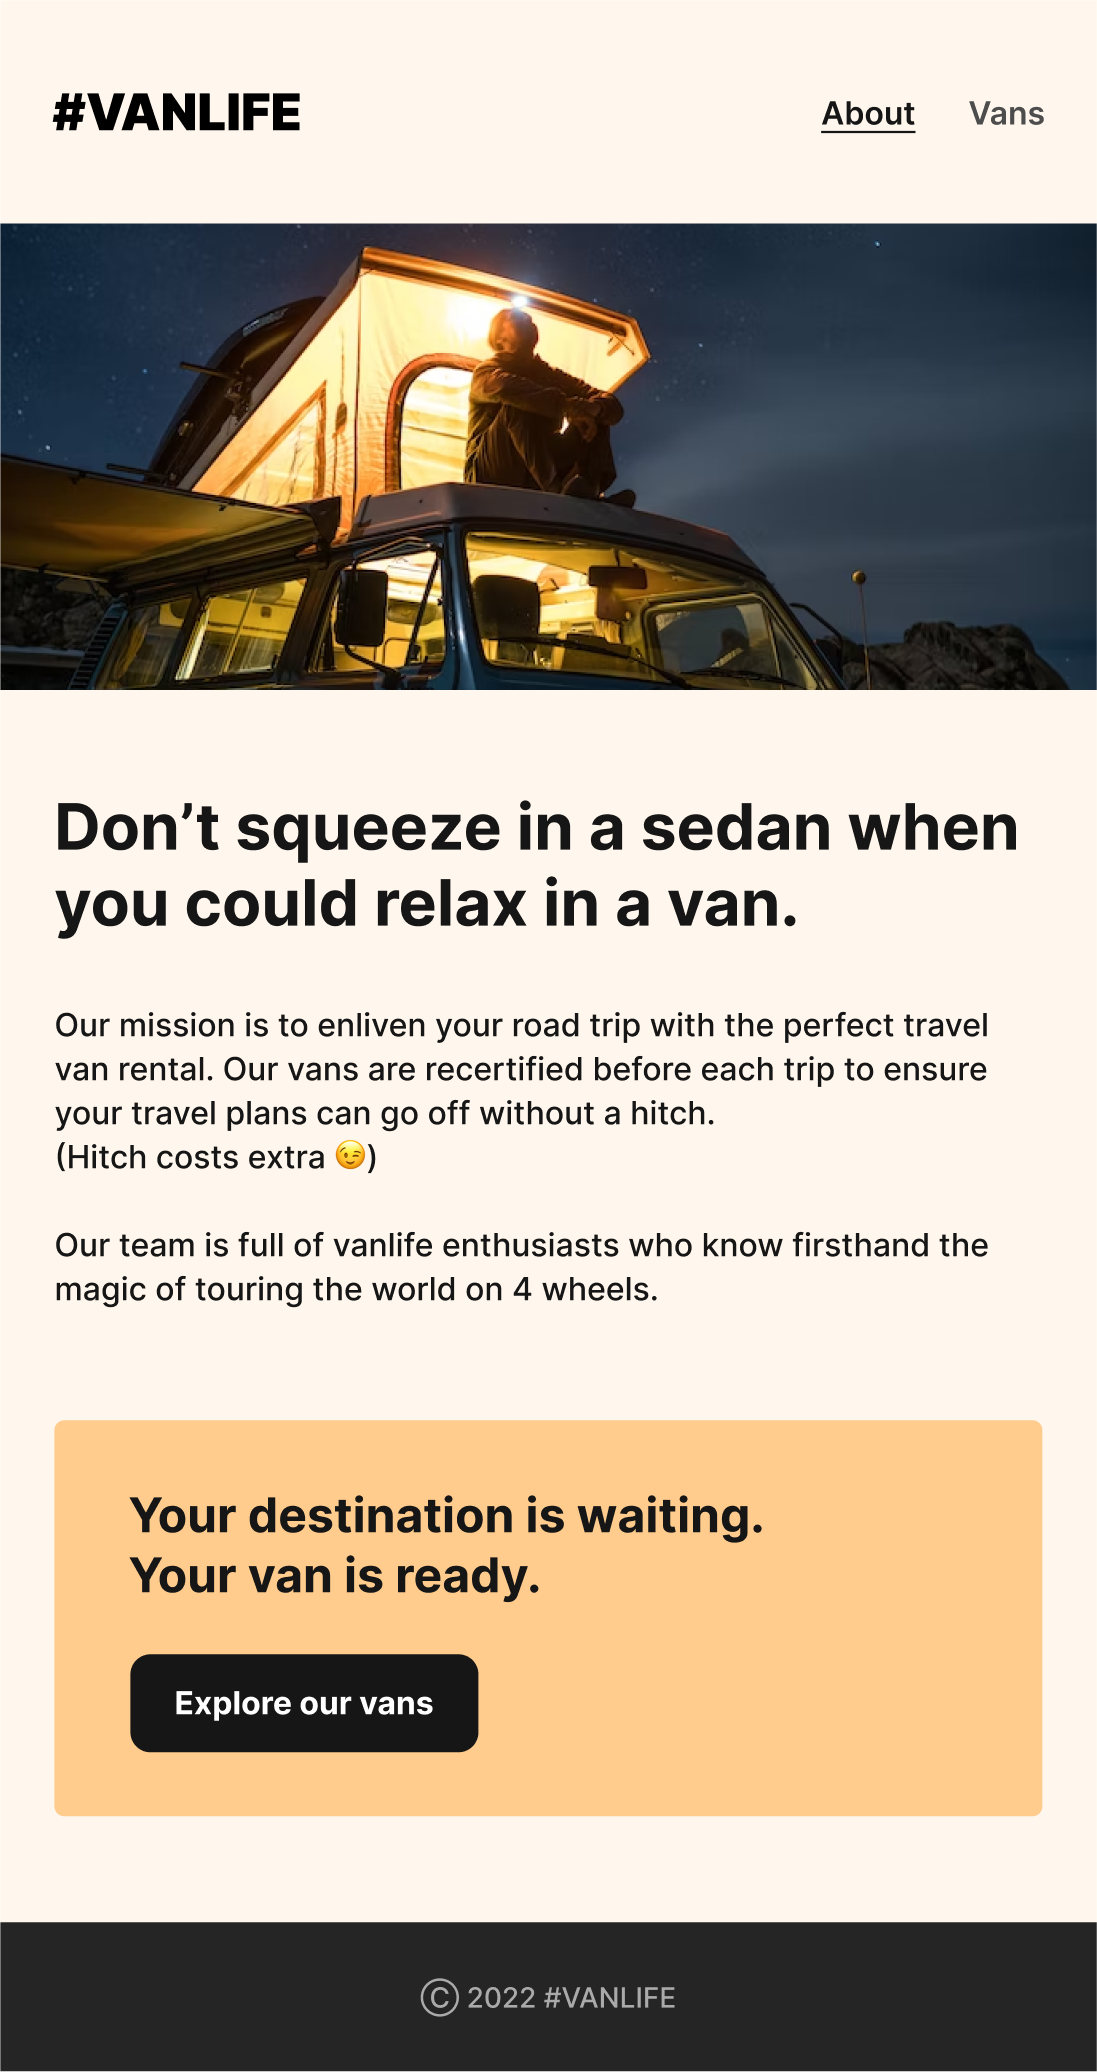 #VANLIFE
About Vans
Don’t squeeze in a sedan when
you could relax in a van.
Our mission is to enliven your road trip with the perfect travel
van rental. Our vans are recertified before each trip to ensure
your travel plans can go off without a hitch.
(Hitch costs extra 😉)
Our team is full of vanlife enthusiasts who know firsthand the
magic of touring the world on 4 wheels.
Your destination is waiting.
Your van is ready.
Explore our vans
Ⓒ 2022 #VANLIFE